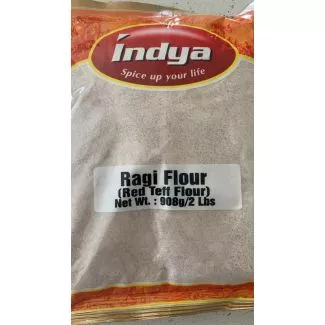 Indya
Spice up your life
Ragi Flour
(Red Teff Flour)
Net Wt. : 908g/2 Lbs